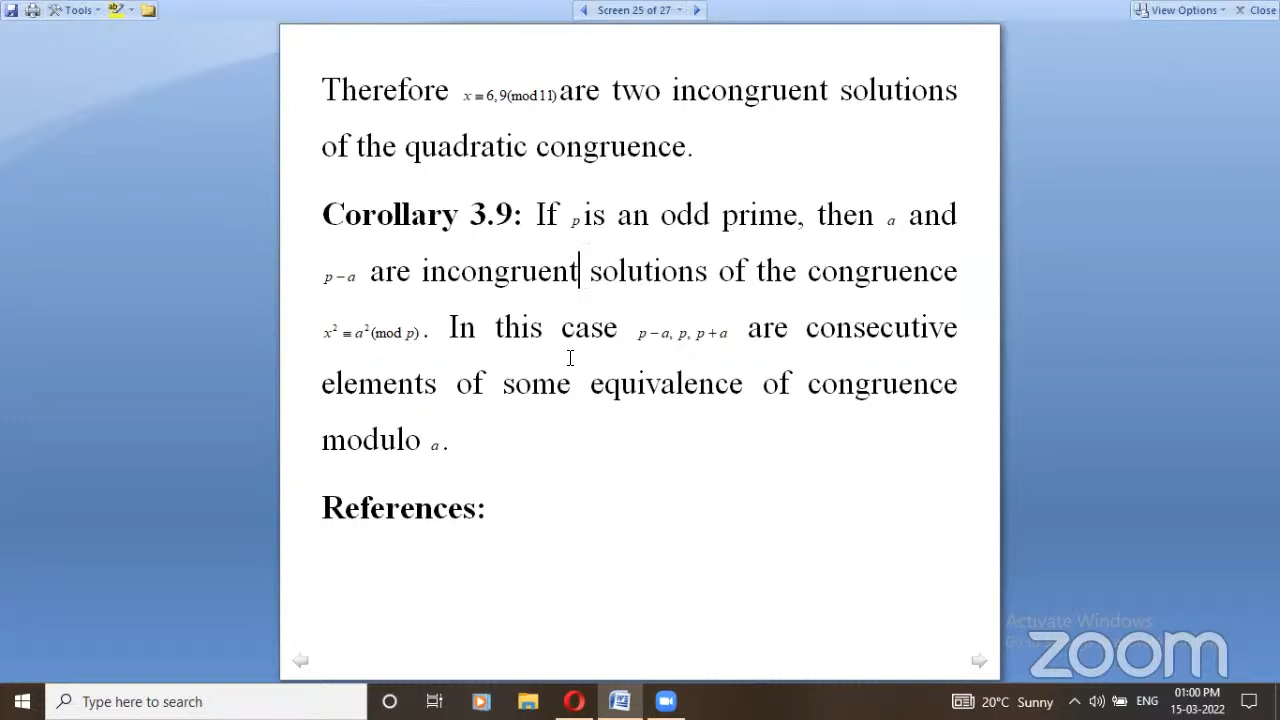 Tools
Screen 25 of 27
View Options
Close
Therefore x ≡ 6,9(mod 11) are two incongruent solutions
of the quadratic congruence.
Corollary 3.9: If p is an odd prime, then a and
p − a are incongruent solutions of the congruence
x² ≡ a² (mod p). In this case p − a, p, p + a are consecutive
elements of some equivalence of congruence
modulo a.
References:
Activate Windows
zoom
Type here to search
20°C Sunny
ENG
01:00 PM
15-03-2022